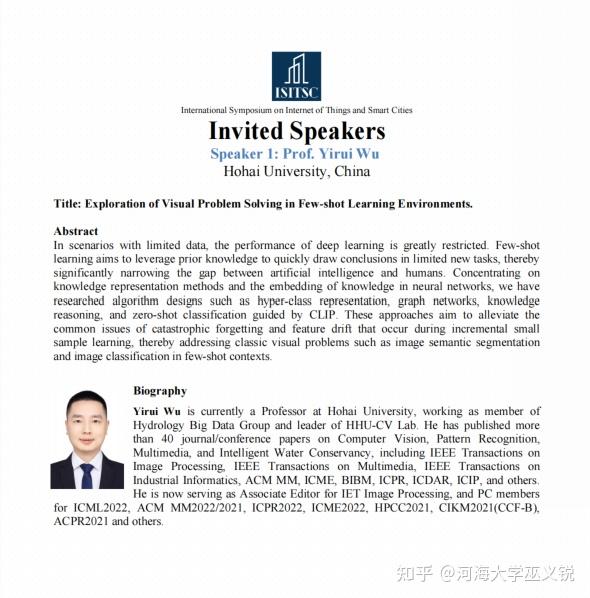 ISITSC
International Symposium on Internet of Things and Smart Cities
Invited Speakers
Speaker 1: Prof. Yirui Wu
Hohai University, China
Title: Exploration of Visual Problem Solving in Few-shot Learning Environments.
Abstract
In scenarios with limited data, the performance of deep learning is greatly restricted. Few-shot
learning aims to leverage prior knowledge to quickly draw conclusions in limited new tasks, thereby
significantly narrowing the gap between artificial intelligence and humans. Concentrating on
knowledge representation methods and the embedding of knowledge in neural networks, we have
researched algorithm designs such as hyper-class representation, graph networks, knowledge
reasoning, and zero-shot classification guided by CLIP. These approaches aim to alleviate the
common issues of catastrophic forgetting and feature drift that occur during incremental small
sample learning, thereby addressing classic visual problems such as image semantic segmentation
and image classification in few-shot contexts.
Biography
Yirui Wu is currently a Professor at Hohai University, working as member of
Hydrology Big Data Group and leader of HHU-CV Lab. He has published more
than 40 journal/conference papers on Computer Vision, Pattern Recognition,
Multimedia, and Intelligent Water Conservancy, including IEEE Transactions on
Image Processing, IEEE Transactions on Multimedia, IEEE Transactions on
Industrial Informatics, ACM MM, ICME, BIBM, ICPR, ICDAR, ICIP, and others.
He is now serving as Associate Editor for IET Image Processing, and PC members
for ICML2022, ACM MM2022/2021, ICPR2022, ICME2022, HPCC2021, CIKM2021(CCF-B),
ACPR2021 and others.
知乎 @河海大学巫义锐